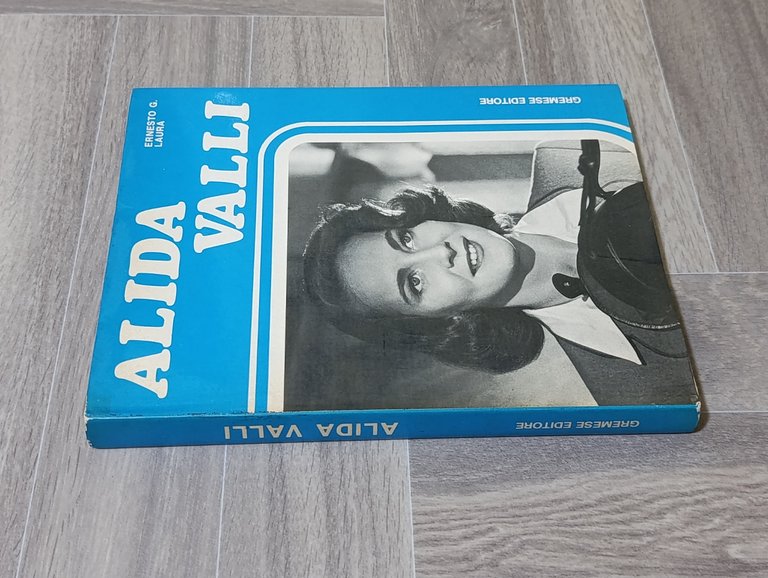 ERNESTO G.
LAURA
ALIDA
VALLI
GREMESE EDITORE
ALIDA VALLI
GREMESE EDITORE